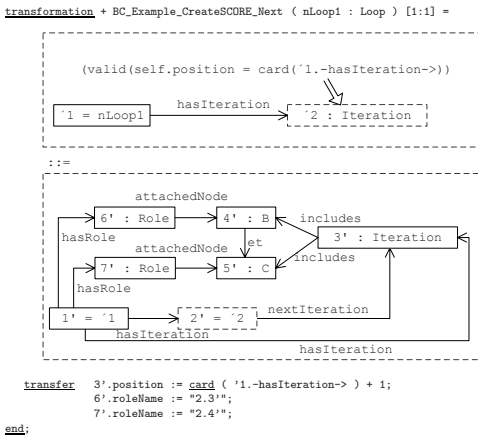 transformation + BC_Example_CreateSCORE_Next ( nLoop1 : Loop ) [1:1] =
(valid(self.position = card(´1.-hasIteration->))
hasIteration
´1 = nLoop1
´2 : Iteration
::=
attachedNode
6' : Role
4' : B
includes
hasRole
et
3' : Iteration
attachedNode
includes
7' : Role
5' : C
hasRole
nextIteration
1' = ´1
2' = ´2
hasIteration
hasIteration
transfer 3’.position := card ( ’1.-hasIteration-> ) + 1;
6’.roleName := "2.3’";
7’.roleName := "2.4’";
end;